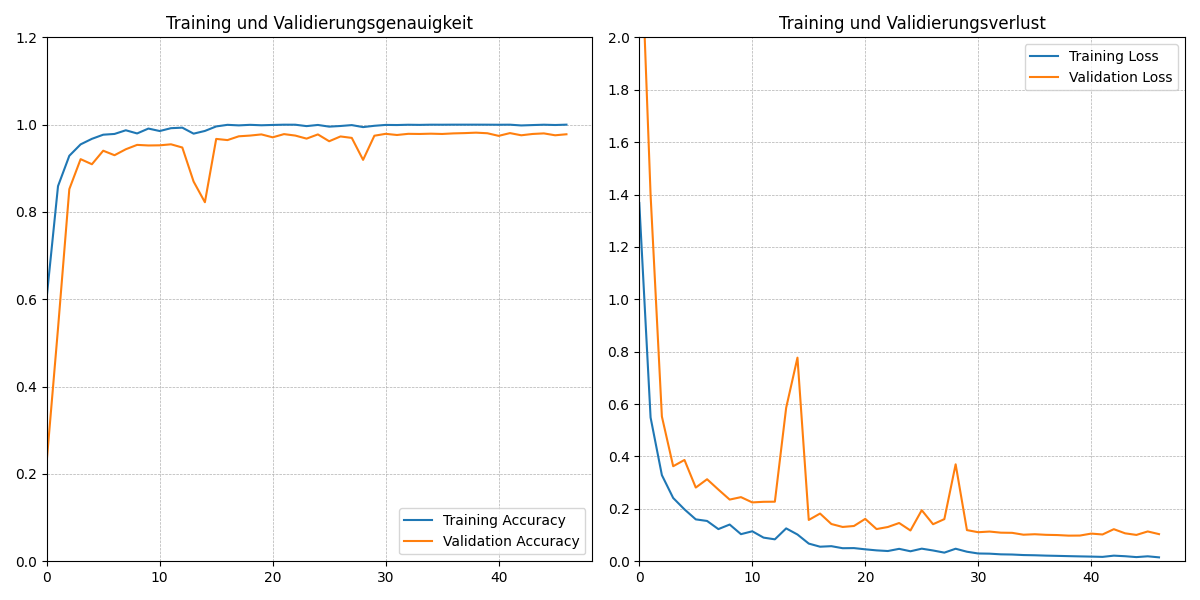 Training und Validierungsgenauigkeit
1.2
1.0
0.8
0.6
0.4
0.2
0.0
0 10 20 30 40
Training Accuracy
Validation Accuracy
Training und Validierungsverlust
2.0
1.8
1.6
1.4
1.2
1.0
0.8
0.6
0.4
0.2
0.0
0 10 20 30 40
Training Loss
Validation Loss